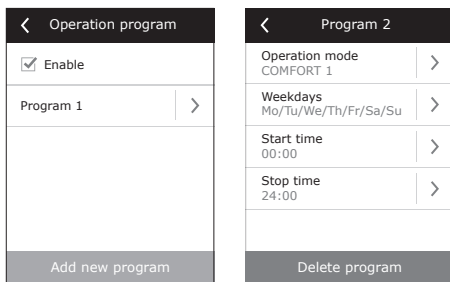 Operation program
Enable
Program 1
Add new program
Program 2
Operation mode
COMFORT 1
Weekdays
Mo/Tu/We/Th/Fr/Sa/Su
Start time
00:00
Stop time
24:00
Delete program